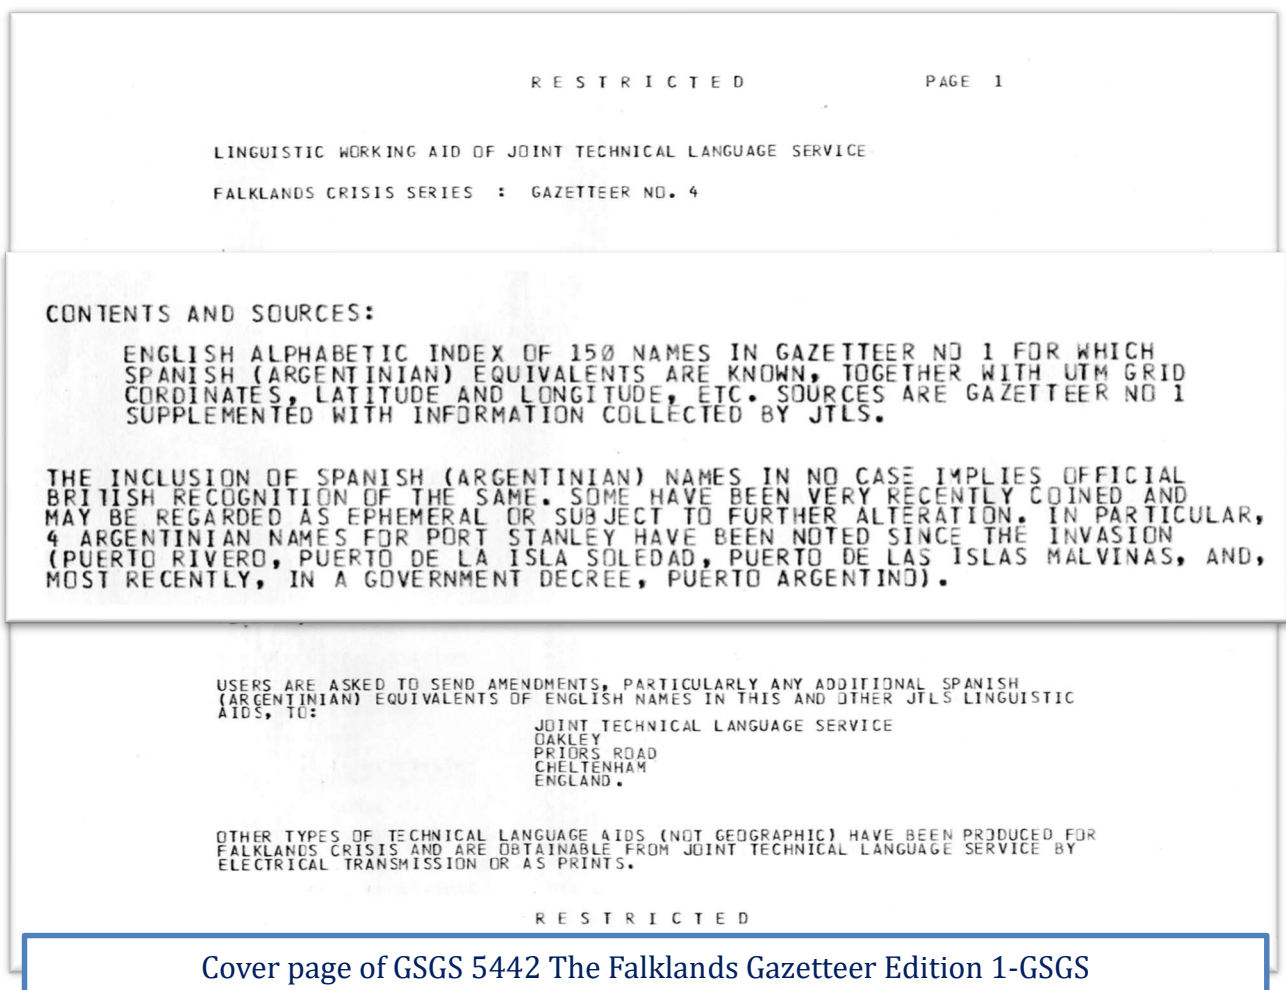 R E S T R I C T E D PAGE 1
LINGUISTIC WORKING AID OF JOINT TECHNICAL LANGUAGE SERVICE
FALKLANDS CRISIS SERIES : GAZETTEER NO. 4
CONTENTS AND SOURCES:
ENGLISH ALPHABETIC INDEX OF 150 NAMES IN GAZETTEER NO 1 FOR WHICH
SPANISH (ARGENTINIAN) EQUIVALENTS ARE KNOWN, TOGETHER WITH UTM GRID
CORDINATES, LATITUDE AND LONGITUDE, ETC. SOURCES ARE GAZETTEER NO 1
SUPPLEMENTED WITH INFORMATION COLLECTED BY JTLS.
THE INCLUSION OF SPANISH (ARGENTINIAN) NAMES IN NO CASE IMPLIES OFFICIAL
BRITISH RECOGNITION OF THE SAME. SOME HAVE BEEN VERY RECENTLY COINED AND
MAY BE REGARDED AS EPHEMERAL OR SUBJECT TO FURTHER ALTERATION. IN PARTICULAR,
4 ARGENTINIAN NAMES FOR PORT STANLEY HAVE BEEN NOTED SINCE THE INVASION
(PUERTO RIVERO, PUERTO DE LA ISLA SOLEDAD, PUERTO DE LAS ISLAS MALVINAS, AND,
MOST RECENTLY, IN A GOVERNMENT DECREE, PUERTO ARGENTINO).
USERS ARE ASKED TO SEND AMENDMENTS, PARTICULARLY ANY ADDITIONAL SPANISH
(ARGENTINIAN) EQUIVALENTS OF ENGLISH NAMES IN THIS AND OTHER JTLS LINGUISTIC
AIDS, TO:
JOINT TECHNICAL LANGUAGE SERVICE
OAKLEY
PRIORS ROAD
CHELTENHAM
ENGLAND.
OTHER TYPES OF TECHNICAL LANGUAGE AIDS (NOT GEOGRAPHIC) HAVE BEEN PRODUCED FOR
FALKLANDS CRISIS AND ARE OBTAINABLE FROM JOINT TECHNICAL LANGUAGE SERVICE BY
ELECTRICAL TRANSMISSION OR AS PRINTS.
R E S T R I C T E D
Cover page of GSGS 5442 The Falklands Gazetteer Edition 1-GSGS